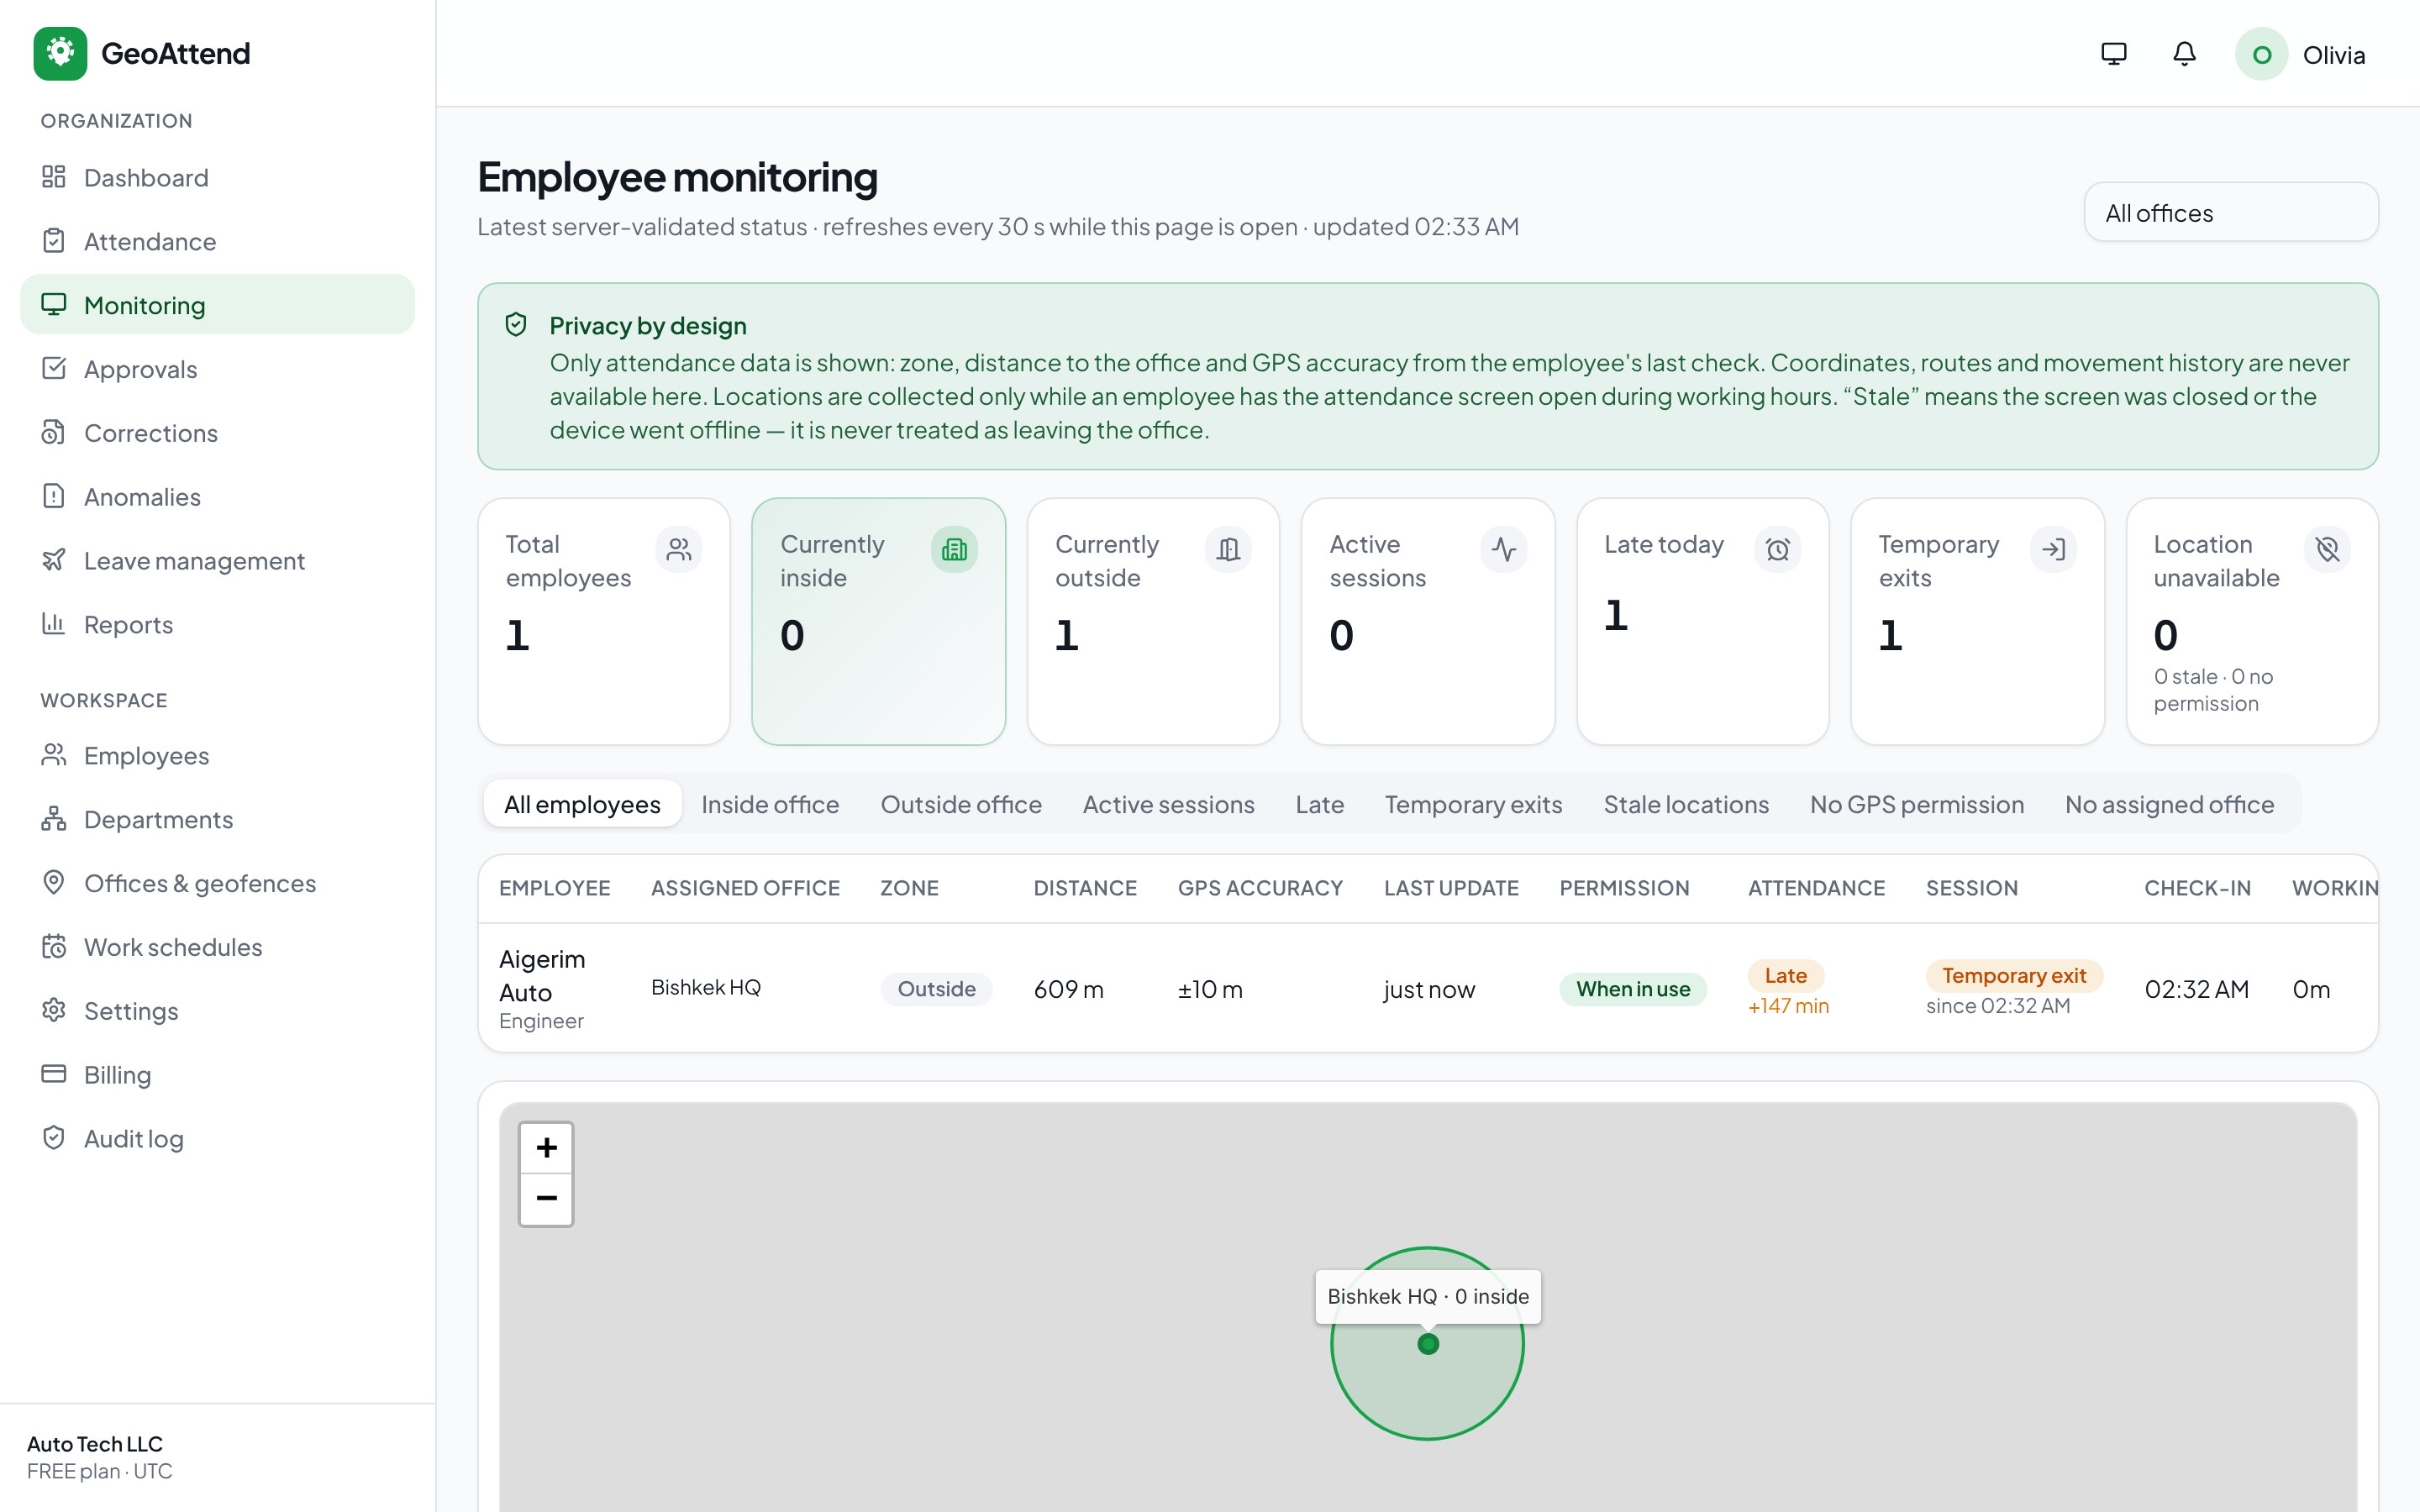 GeoAttend
ORGANIZATION
Dashboard
Attendance
Monitoring
Approvals
Corrections
Anomalies
Leave management
Reports
WORKSPACE
Employees
Departments
Offices & geofences
Work schedules
Settings
Billing
Audit log
Auto Tech LLC
FREE plan · UTC
O Olivia
Employee monitoring
Latest server-validated status · refreshes every 30 s while this page is open · updated 02:33 AM
All offices
Privacy by design
Only attendance data is shown: zone, distance to the office and GPS accuracy from the employee's last check. Coordinates, routes and movement history are never
available here. Locations are collected only while an employee has the attendance screen open during working hours. “Stale” means the screen was closed or the
device went offline — it is never treated as leaving the office.
Total
employees
1
Currently
inside
0
Currently
outside
1
Active
sessions
0
Late today
1
Temporary
exits
1
Location
unavailable
0
0 stale · 0 no
permission
All employees Inside office Outside office Active sessions Late Temporary exits Stale locations No GPS permission No assigned office
EMPLOYEE ASSIGNED OFFICE ZONE DISTANCE GPS ACCURACY LAST UPDATE PERMISSION ATTENDANCE SESSION CHECK-IN WORKIN
Aigerim
Auto
Engineer
Bishkek HQ
Outside
609 m
±10 m
just now
When in use
Late
+147 min
Temporary exit
since 02:32 AM
02:32 AM
0m
+
−
Bishkek HQ · 0 inside